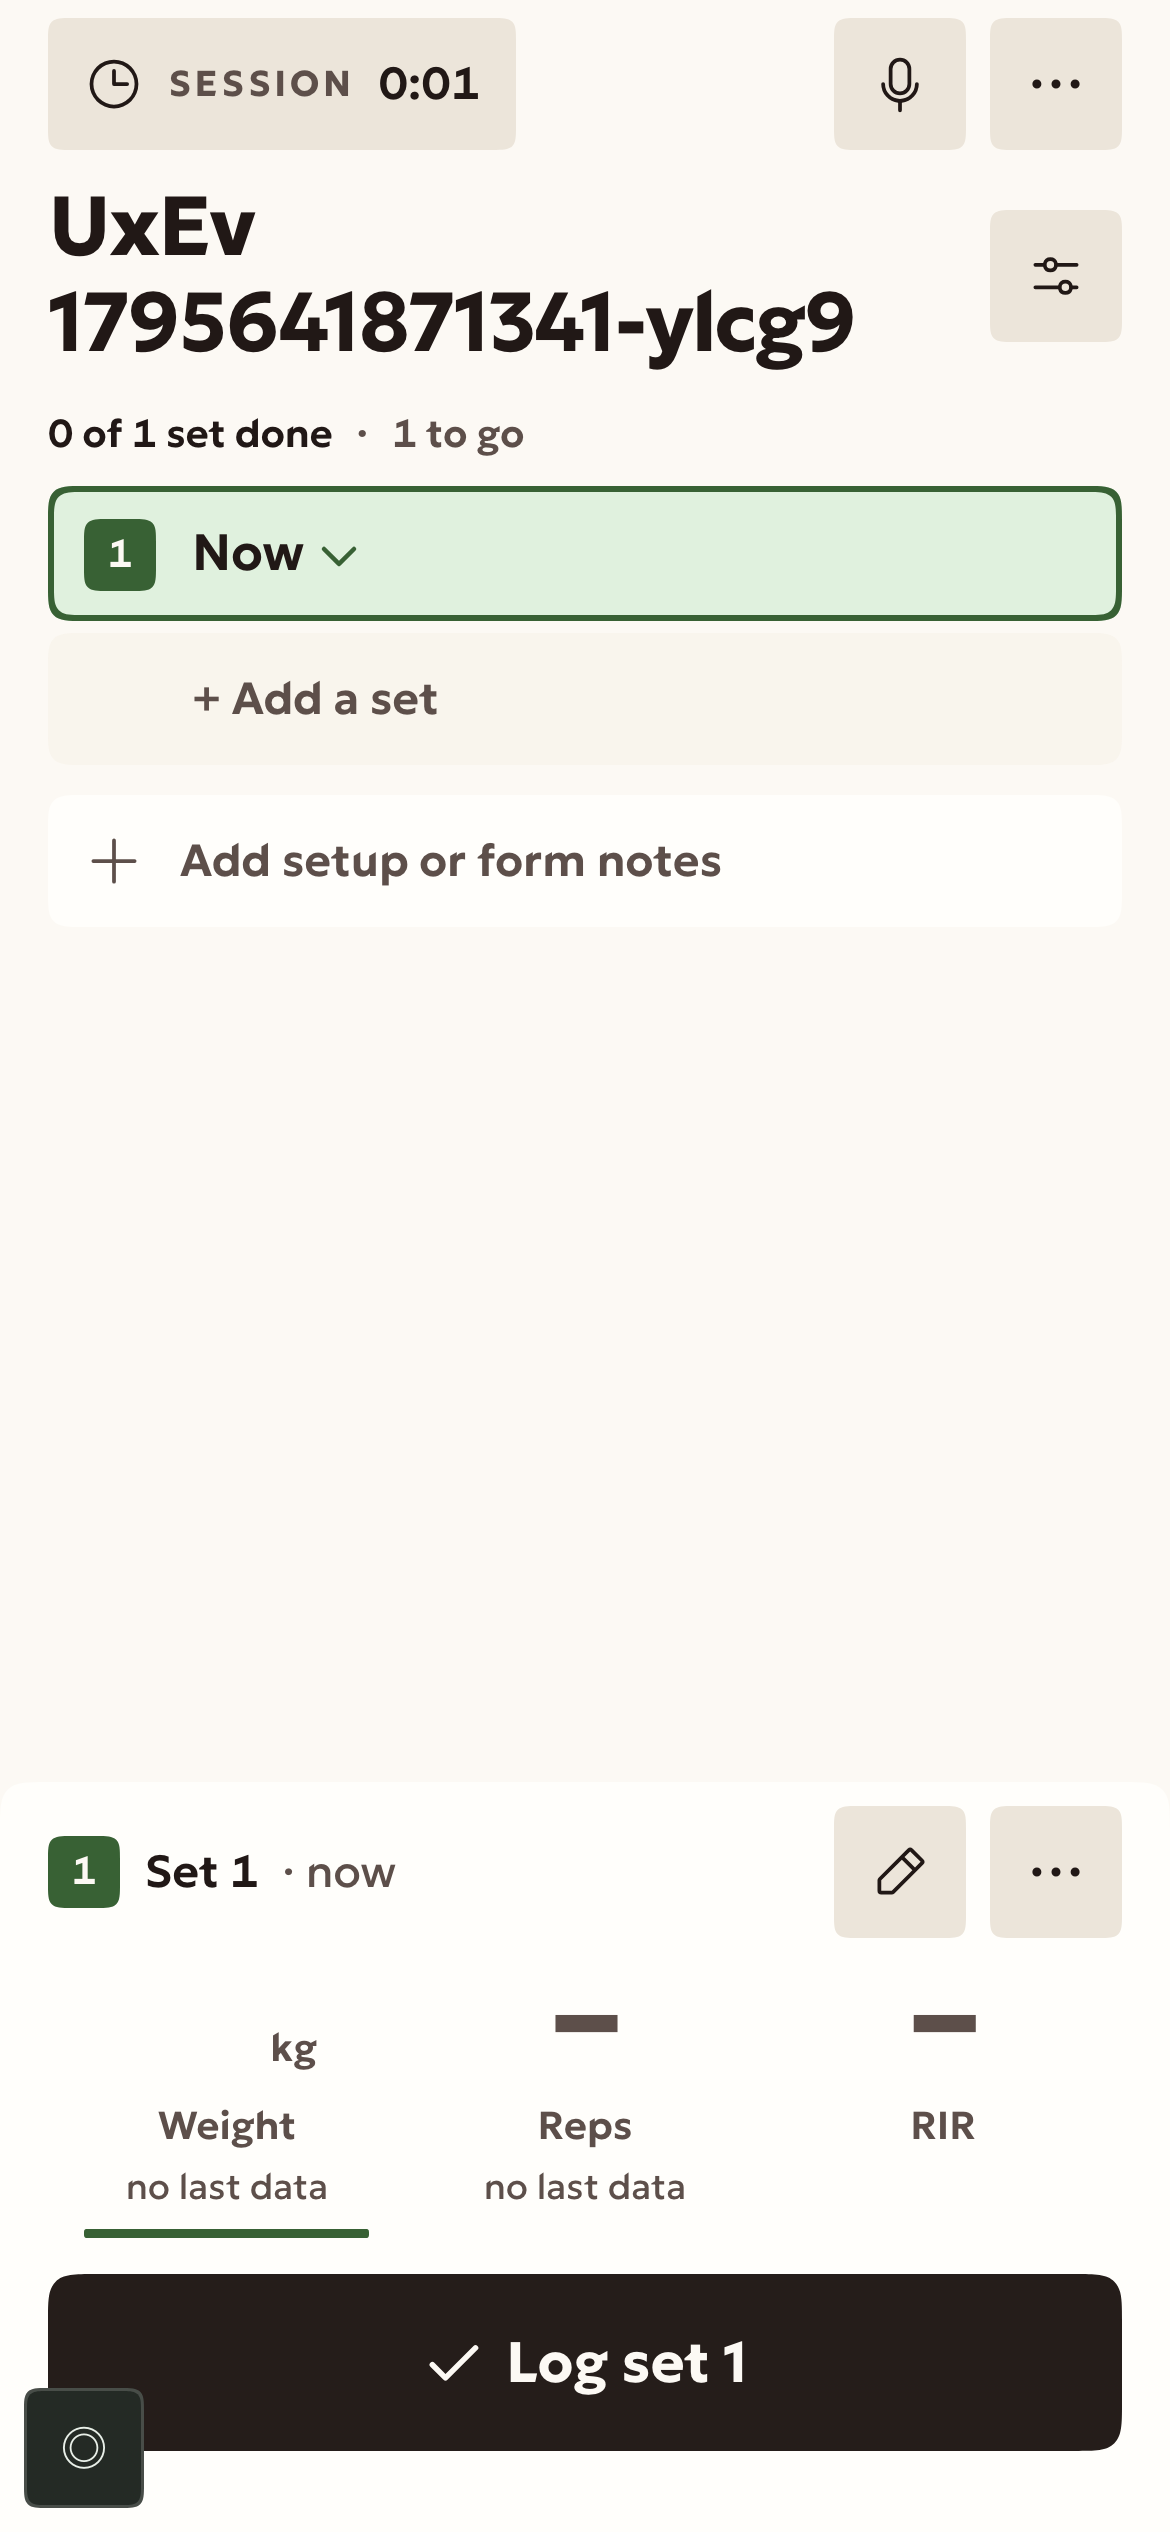 SESSION 0:01
UxEv
1795641871341-ylcg9
0 of 1 set done · 1 to go
1 Now
+ Add a set
Add setup or form notes
1 Set 1 · now
kg
Weight Reps RIR
no last data no last data
Log set 1